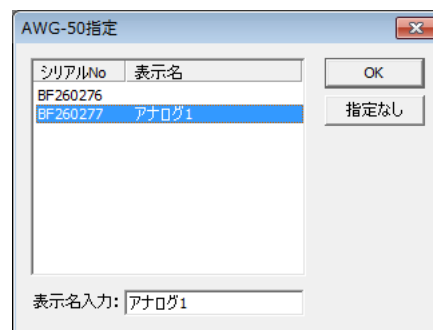 AWG-50指定
シリアルNo 表示名
BF260276
BF260277 アナログ1
OK
指定なし
表示名入力: アナログ1